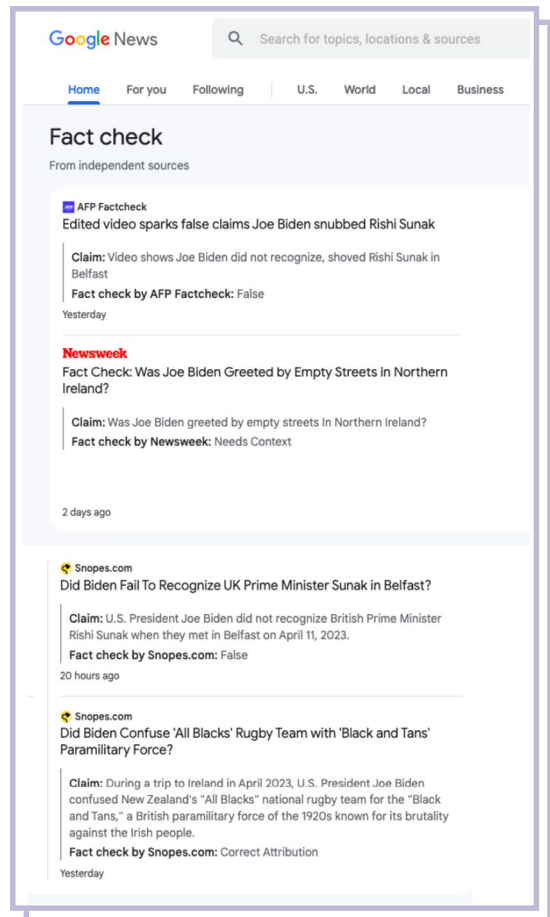 Google News
Search for topics, locations & sources
Home For you Following U.S. World Local Business
Fact check
From independent sources
AFP AFP Factcheck
Edited video sparks false claims Joe Biden snubbed Rishi Sunak
Claim: Video shows Joe Biden did not recognize, shoved Rishi Sunak in
Belfast
Fact check by AFP Factcheck: False
Yesterday
Newsweek
Fact Check: Was Joe Biden Greeted by Empty Streets in Northern
Ireland?
Claim: Was Joe Biden greeted by empty streets In Northern Ireland?
Fact check by Newsweek: Needs Context
2 days ago
Snopes.com
Did Biden Fail To Recognize UK Prime Minister Sunak in Belfast?
Claim: U.S. President Joe Biden did not recognize British Prime Minister
Rishi Sunak when they met in Belfast on April 11, 2023.
Fact check by Snopes.com: False
20 hours ago
Snopes.com
Did Biden Confuse 'All Blacks' Rugby Team with 'Black and Tans'
Paramilitary Force?
Claim: During a trip to Ireland in April 2023, U.S. President Joe Biden
confused New Zealand's "All Blacks" national rugby team for the "Black
and Tans," a British paramilitary force of the 1920s known for its brutality
against the Irish people.
Fact check by Snopes.com: Correct Attribution
Yesterday